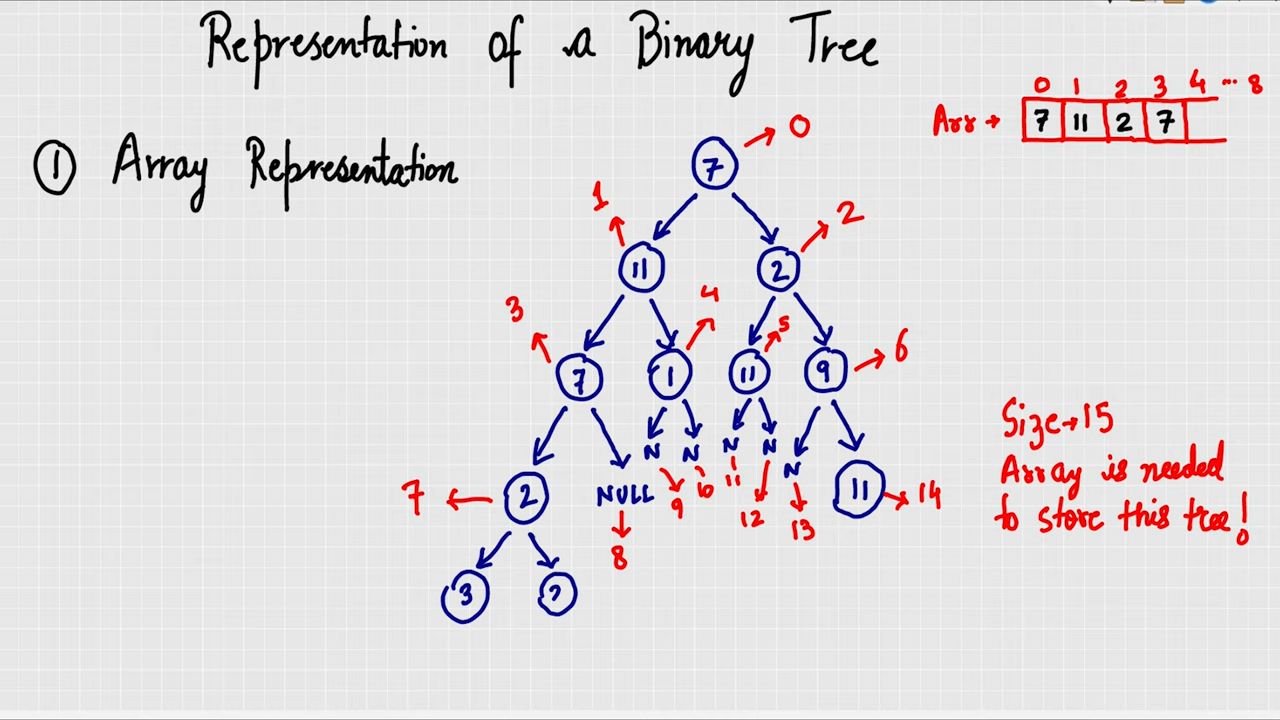 Representation of a Binary Tree
0 1 2 3 4 ... 8
Arr → 7 11 2 7
① Array Representation
7 → 0
1
11
2 → 2
3
7
4
1
5
11
9 → 6
N N N N N
7 ← 2
NULL
8
9 10 11 12 13
11 → 14
3
Size → 15
Array is needed
to store this tree!